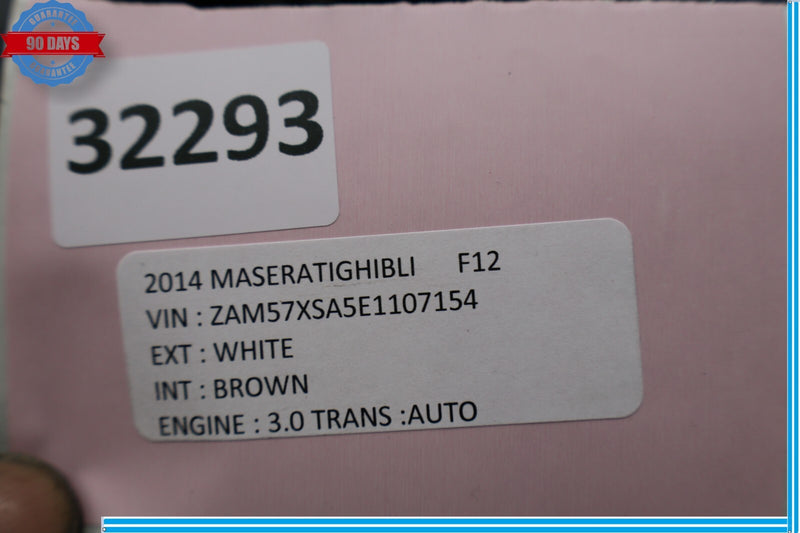 GUARANTEE
90 DAYS
GUARANTEE
32293
2014 MASERATIGHIBLI F12
VIN : ZAM57XSA5E1107154
EXT : WHITE
INT : BROWN
ENGINE : 3.0 TRANS :AUTO